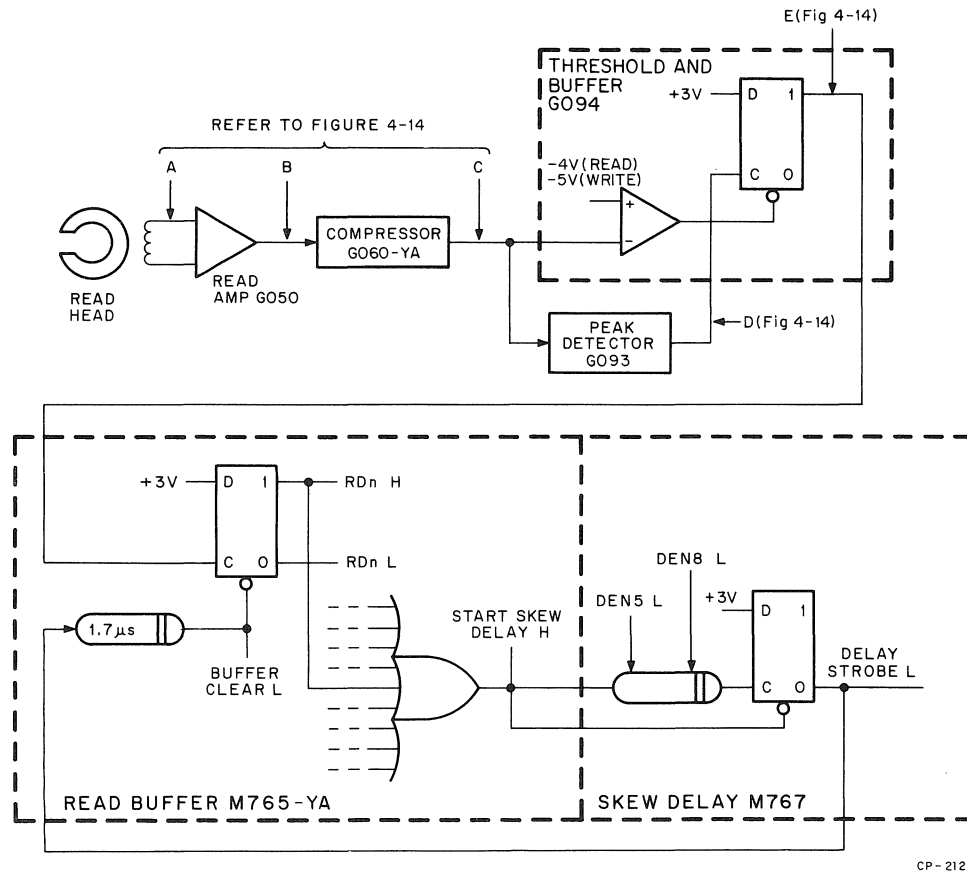 E(Fig 4-14)
THRESHOLD AND
BUFFER
G094
+3V
D 1
C 0
REFER TO FIGURE 4-14
A
B
C
-4V(READ)
-5V(WRITE)
+
-
COMPRESSOR
G060-YA
READ
AMP G050
READ
HEAD
D(Fig 4-14)
PEAK
DETECTOR
G093
+3V
D 1
RDn H
C 0
RDn L
DEN8 L
DEN5 L
+3V
D 1
START SKEW
DELAY H
1.7µs
BUFFER
CLEAR L
C 0
DELAY
STROBE L
READ BUFFER M765-YA
SKEW DELAY M767
CP-212